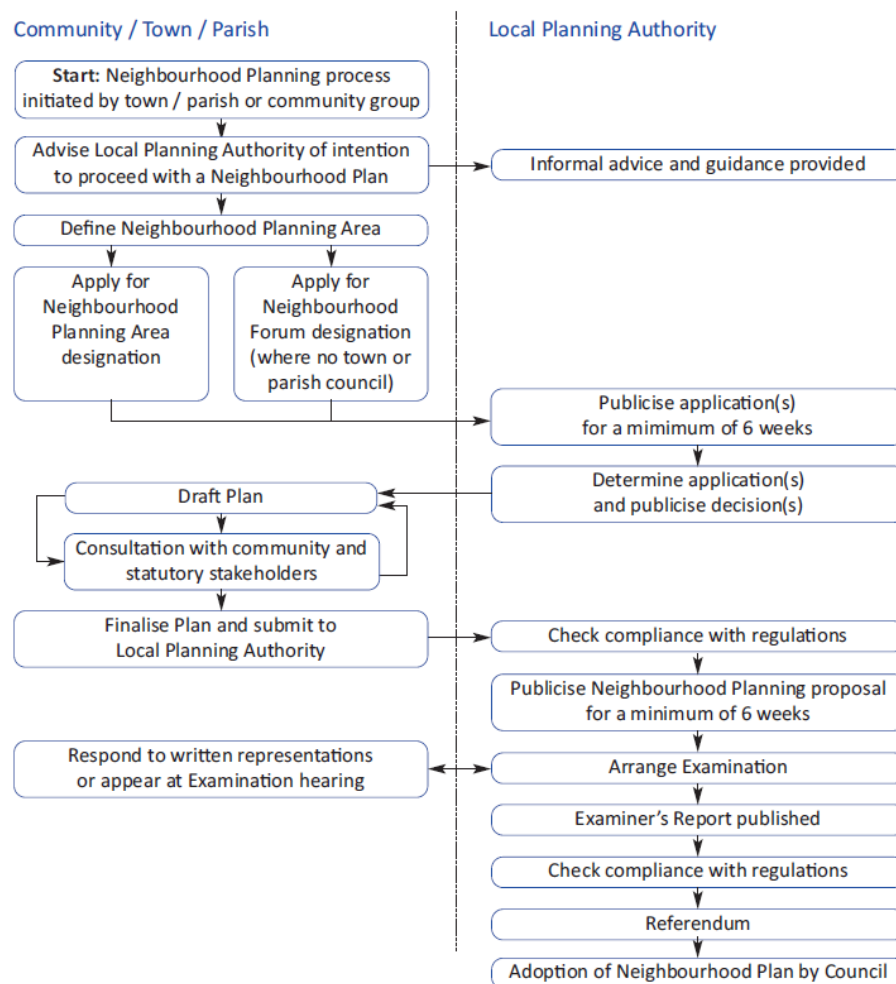 Community / Town / Parish
Local Planning Authority
Start: Neighbourhood Planning process
initiated by town / parish or community group
Advise Local Planning Authority of intention
to proceed with a Neighbourhood Plan
Informal advice and guidance provided
Define Neighbourhood Planning Area
Apply for
Neighbourhood
Planning Area
designation
Apply for
Neighbourhood
Forum designation
(where no town or
parish council)
Publicise application(s)
for a mimimum of 6 weeks
Determine application(s)
and publicise decision(s)
Draft Plan
Consultation with community and
statutory stakeholders
Finalise Plan and submit to
Local Planning Authority
Check compliance with regulations
Publicise Neighbourhood Planning proposal
for a minimum of 6 weeks
Respond to written representations
or appear at Examination hearing
Arrange Examination
Examiner’s Report published
Check compliance with regulations
Referendum
Adoption of Neighbourhood Plan by Council